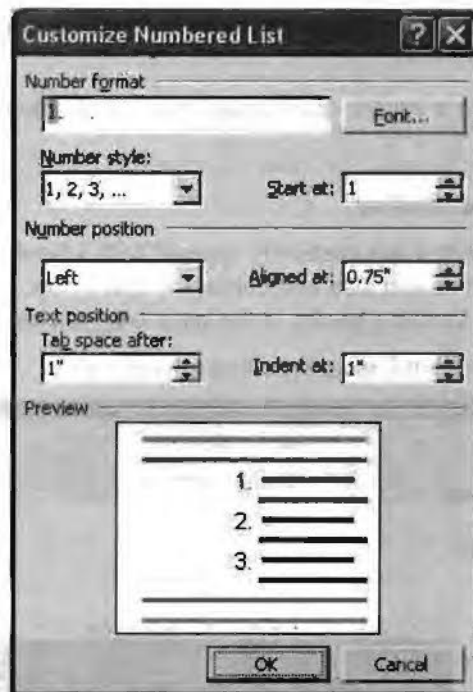 Customize Numbered List
Number format
1.
Font...
Number style:
1, 2, 3, ...
Start at: 1
Number position
Left
Aligned at: 0.75"
Text position
Tab space after:
1"
Indent at: 1"
Preview
1.
2.
3.
OK
Cancel